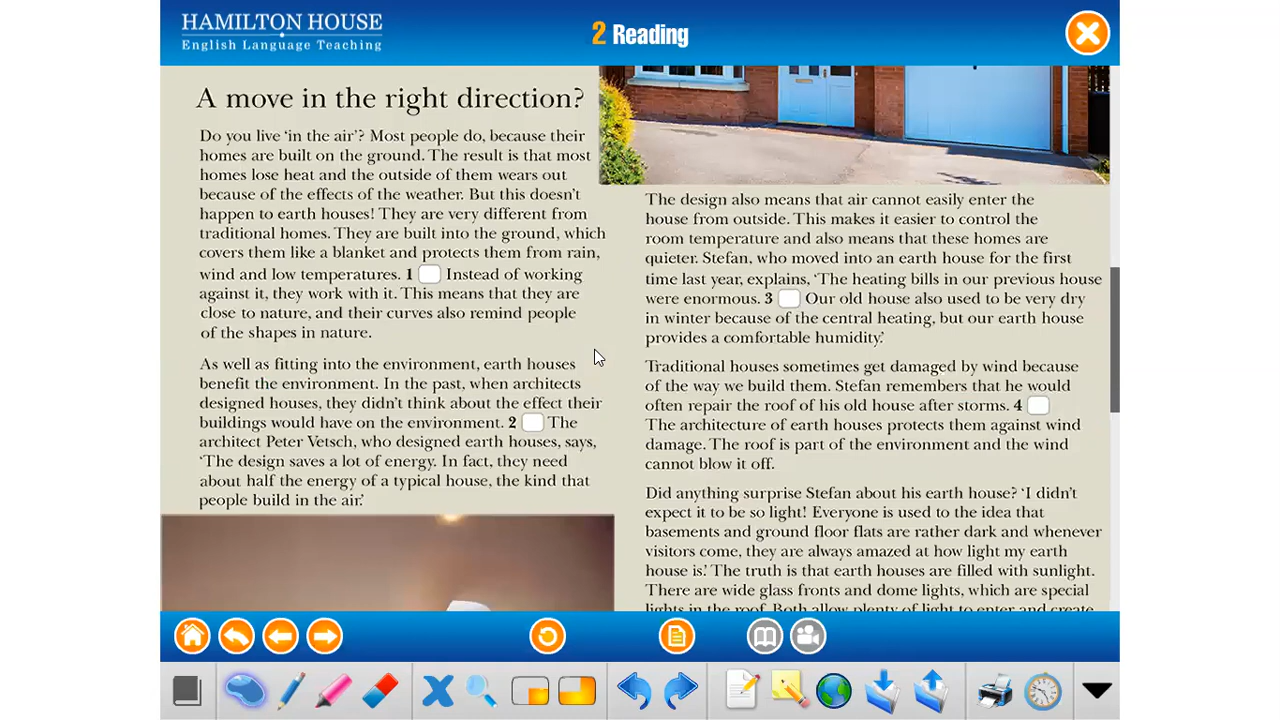 HAMILTON HOUSE
English Language Teaching
2 Reading
A move in the right direction?
Do you live ‘in the air’? Most people do, because their
homes are built on the ground. The result is that most
homes lose heat and the outside of them wears out
because of the effects of the weather. But this doesn’t
happen to earth houses! They are very different from
traditional homes. They are built into the ground, which
covers them like a blanket and protects them from rain,
wind and low temperatures. 1 Instead of working
against it, they work with it. This means that they are
close to nature, and their curves also remind people
of the shapes in nature.
As well as fitting into the environment, earth houses
benefit the environment. In the past, when architects
designed houses, they didn’t think about the effect their
buildings would have on the environment. 2 The
architect Peter Vetsch, who designed earth houses, says,
‘The design saves a lot of energy. In fact, they need
about half the energy of a typical house, the kind that
people build in the air.’
The design also means that air cannot easily enter the
house from outside. This makes it easier to control the
room temperature and also means that these homes are
quieter. Stefan, who moved into an earth house for the first
time last year, explains, ‘The heating bills in our previous house
were enormous. 3 Our old house also used to be very dry
in winter because of the central heating, but our earth house
provides a comfortable humidity.’
Traditional houses sometimes get damaged by wind because
of the way we build them. Stefan remembers that he would
often repair the roof of his old house after storms. 4
The architecture of earth houses protects them against wind
damage. The roof is part of the environment and the wind
cannot blow it off.
Did anything surprise Stefan about his earth house? ‘I didn’t
expect it to be so light! Everyone is used to the idea that
basements and ground floor flats are rather dark and whenever
visitors come, they are always amazed at how light my earth
house is.’ The truth is that earth houses are filled with sunlight.
There are wide glass fronts and dome lights, which are special
lights in the roof. Both allow plenty of light to enter and create